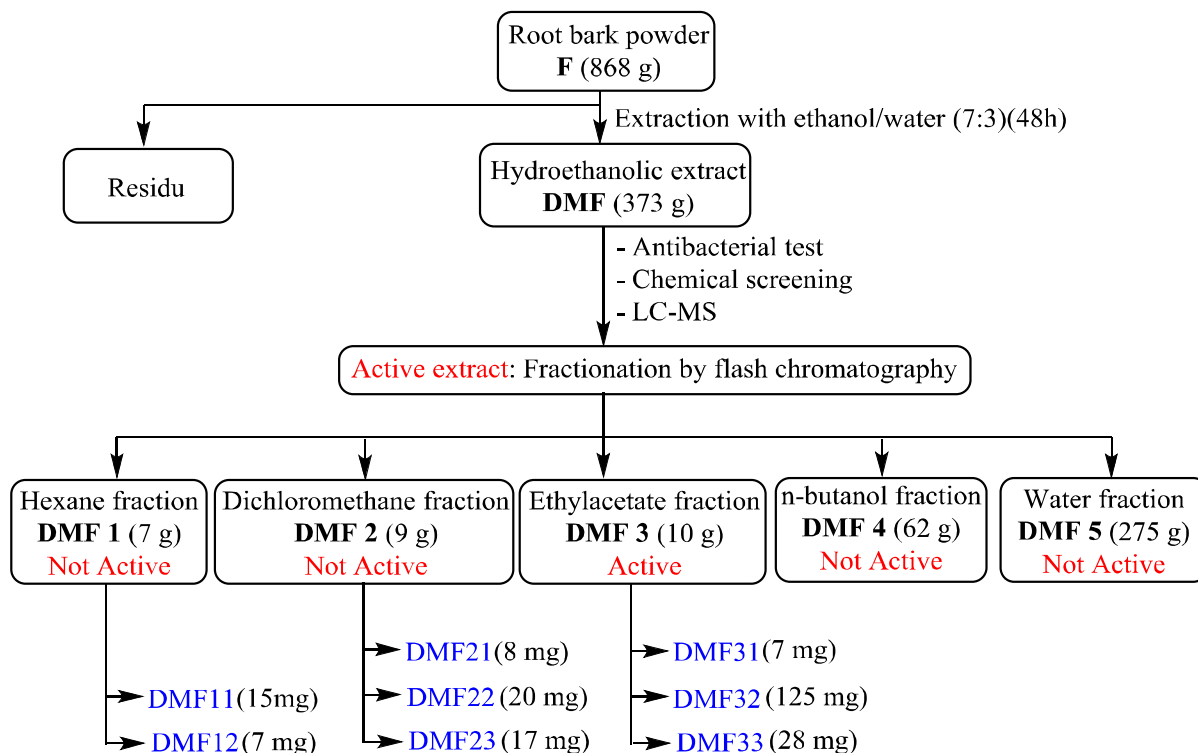 Root bark powder
F (868 g)
Extraction with ethanol/water (7:3)(48h)
Residu
Hydroethanolic extract
DMF (373 g)
- Antibacterial test
- Chemical screening
- LC-MS
Active extract: Fractionation by flash chromatography
Hexane fraction
DMF 1 (7 g)
Not Active
Dichloromethane fraction
DMF 2 (9 g)
Not Active
Ethylacetate fraction
DMF 3 (10 g)
Active
n-butanol fraction
DMF 4 (62 g)
Not Active
Water fraction
DMF 5 (275 g)
Not Active
DMF11(15mg)
DMF12(7 mg)
DMF21(8 mg)
DMF22 (20 mg)
DMF23 (17 mg)
DMF31(7 mg)
DMF32(125 mg)
DMF33 (28 mg)